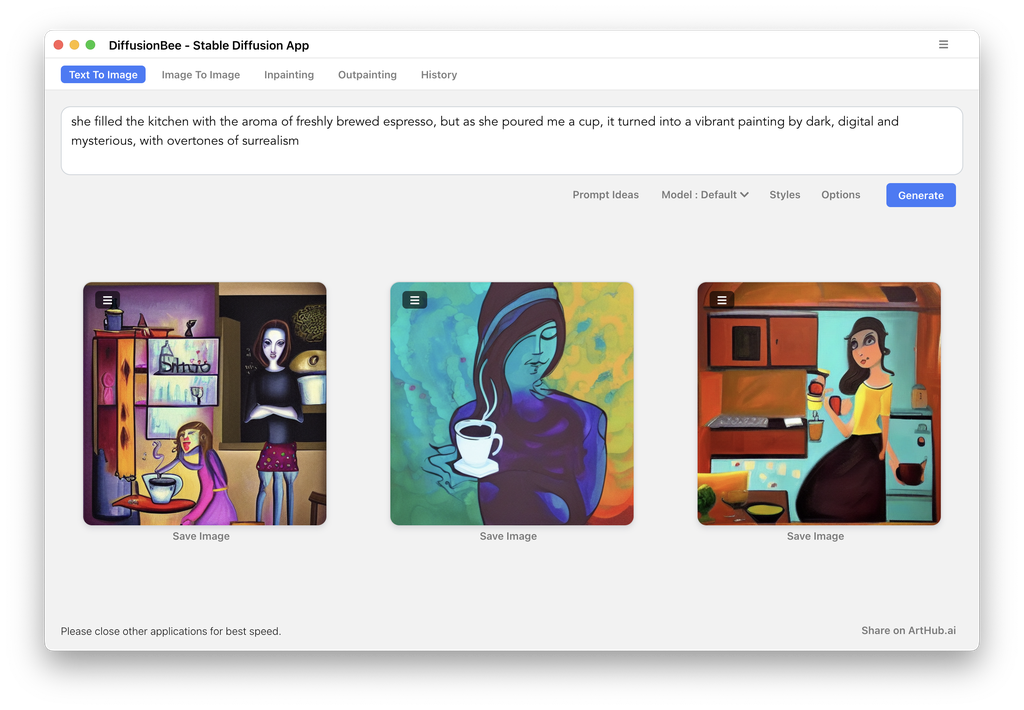 DiffusionBee - Stable Diffusion App
Text To Image
Image To Image
Inpainting
Outpainting
History
she filled the kitchen with the aroma of freshly brewed espresso, but as she poured me a cup, it turned into a vibrant painting by dark, digital and
mysterious, with overtones of surrealism
Prompt Ideas
Model : Default
Styles
Options
Generate
Save Image
Save Image
Save Image
Please close other applications for best speed.
Share on ArtHub.ai